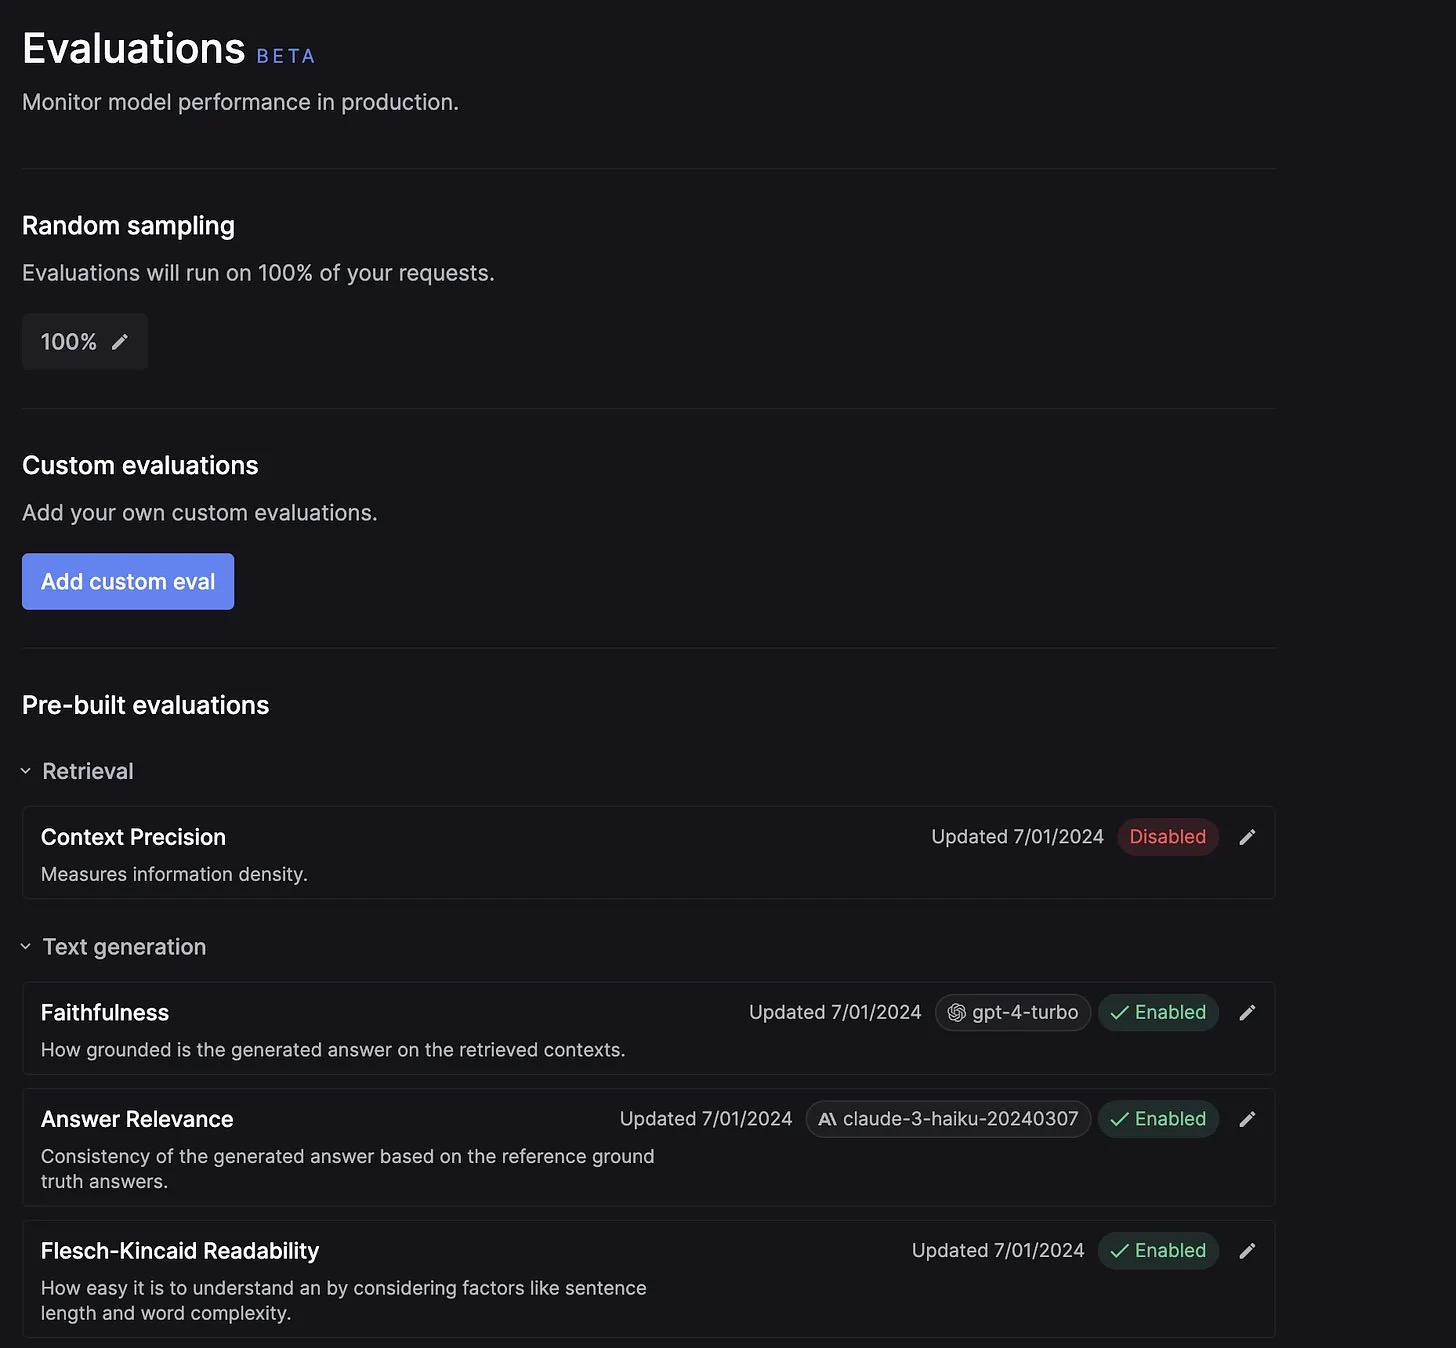 Evaluations BETA
Monitor model performance in production.
Random sampling
Evaluations will run on 100% of your requests.
100%
Custom evaluations
Add your own custom evaluations.
Add custom eval
Pre-built evaluations
Retrieval
Context Precision Updated 7/01/2024 Disabled
Measures information density.
Text generation
Faithfulness Updated 7/01/2024 gpt-4-turbo Enabled
How grounded is the generated answer on the retrieved contexts.
Answer Relevance Updated 7/01/2024 claude-3-haiku-20240307 Enabled
Consistency of the generated answer based on the reference ground
truth answers.
Flesch-Kincaid Readability Updated 7/01/2024 Enabled
How easy it is to understand an by considering factors like sentence
length and word complexity.